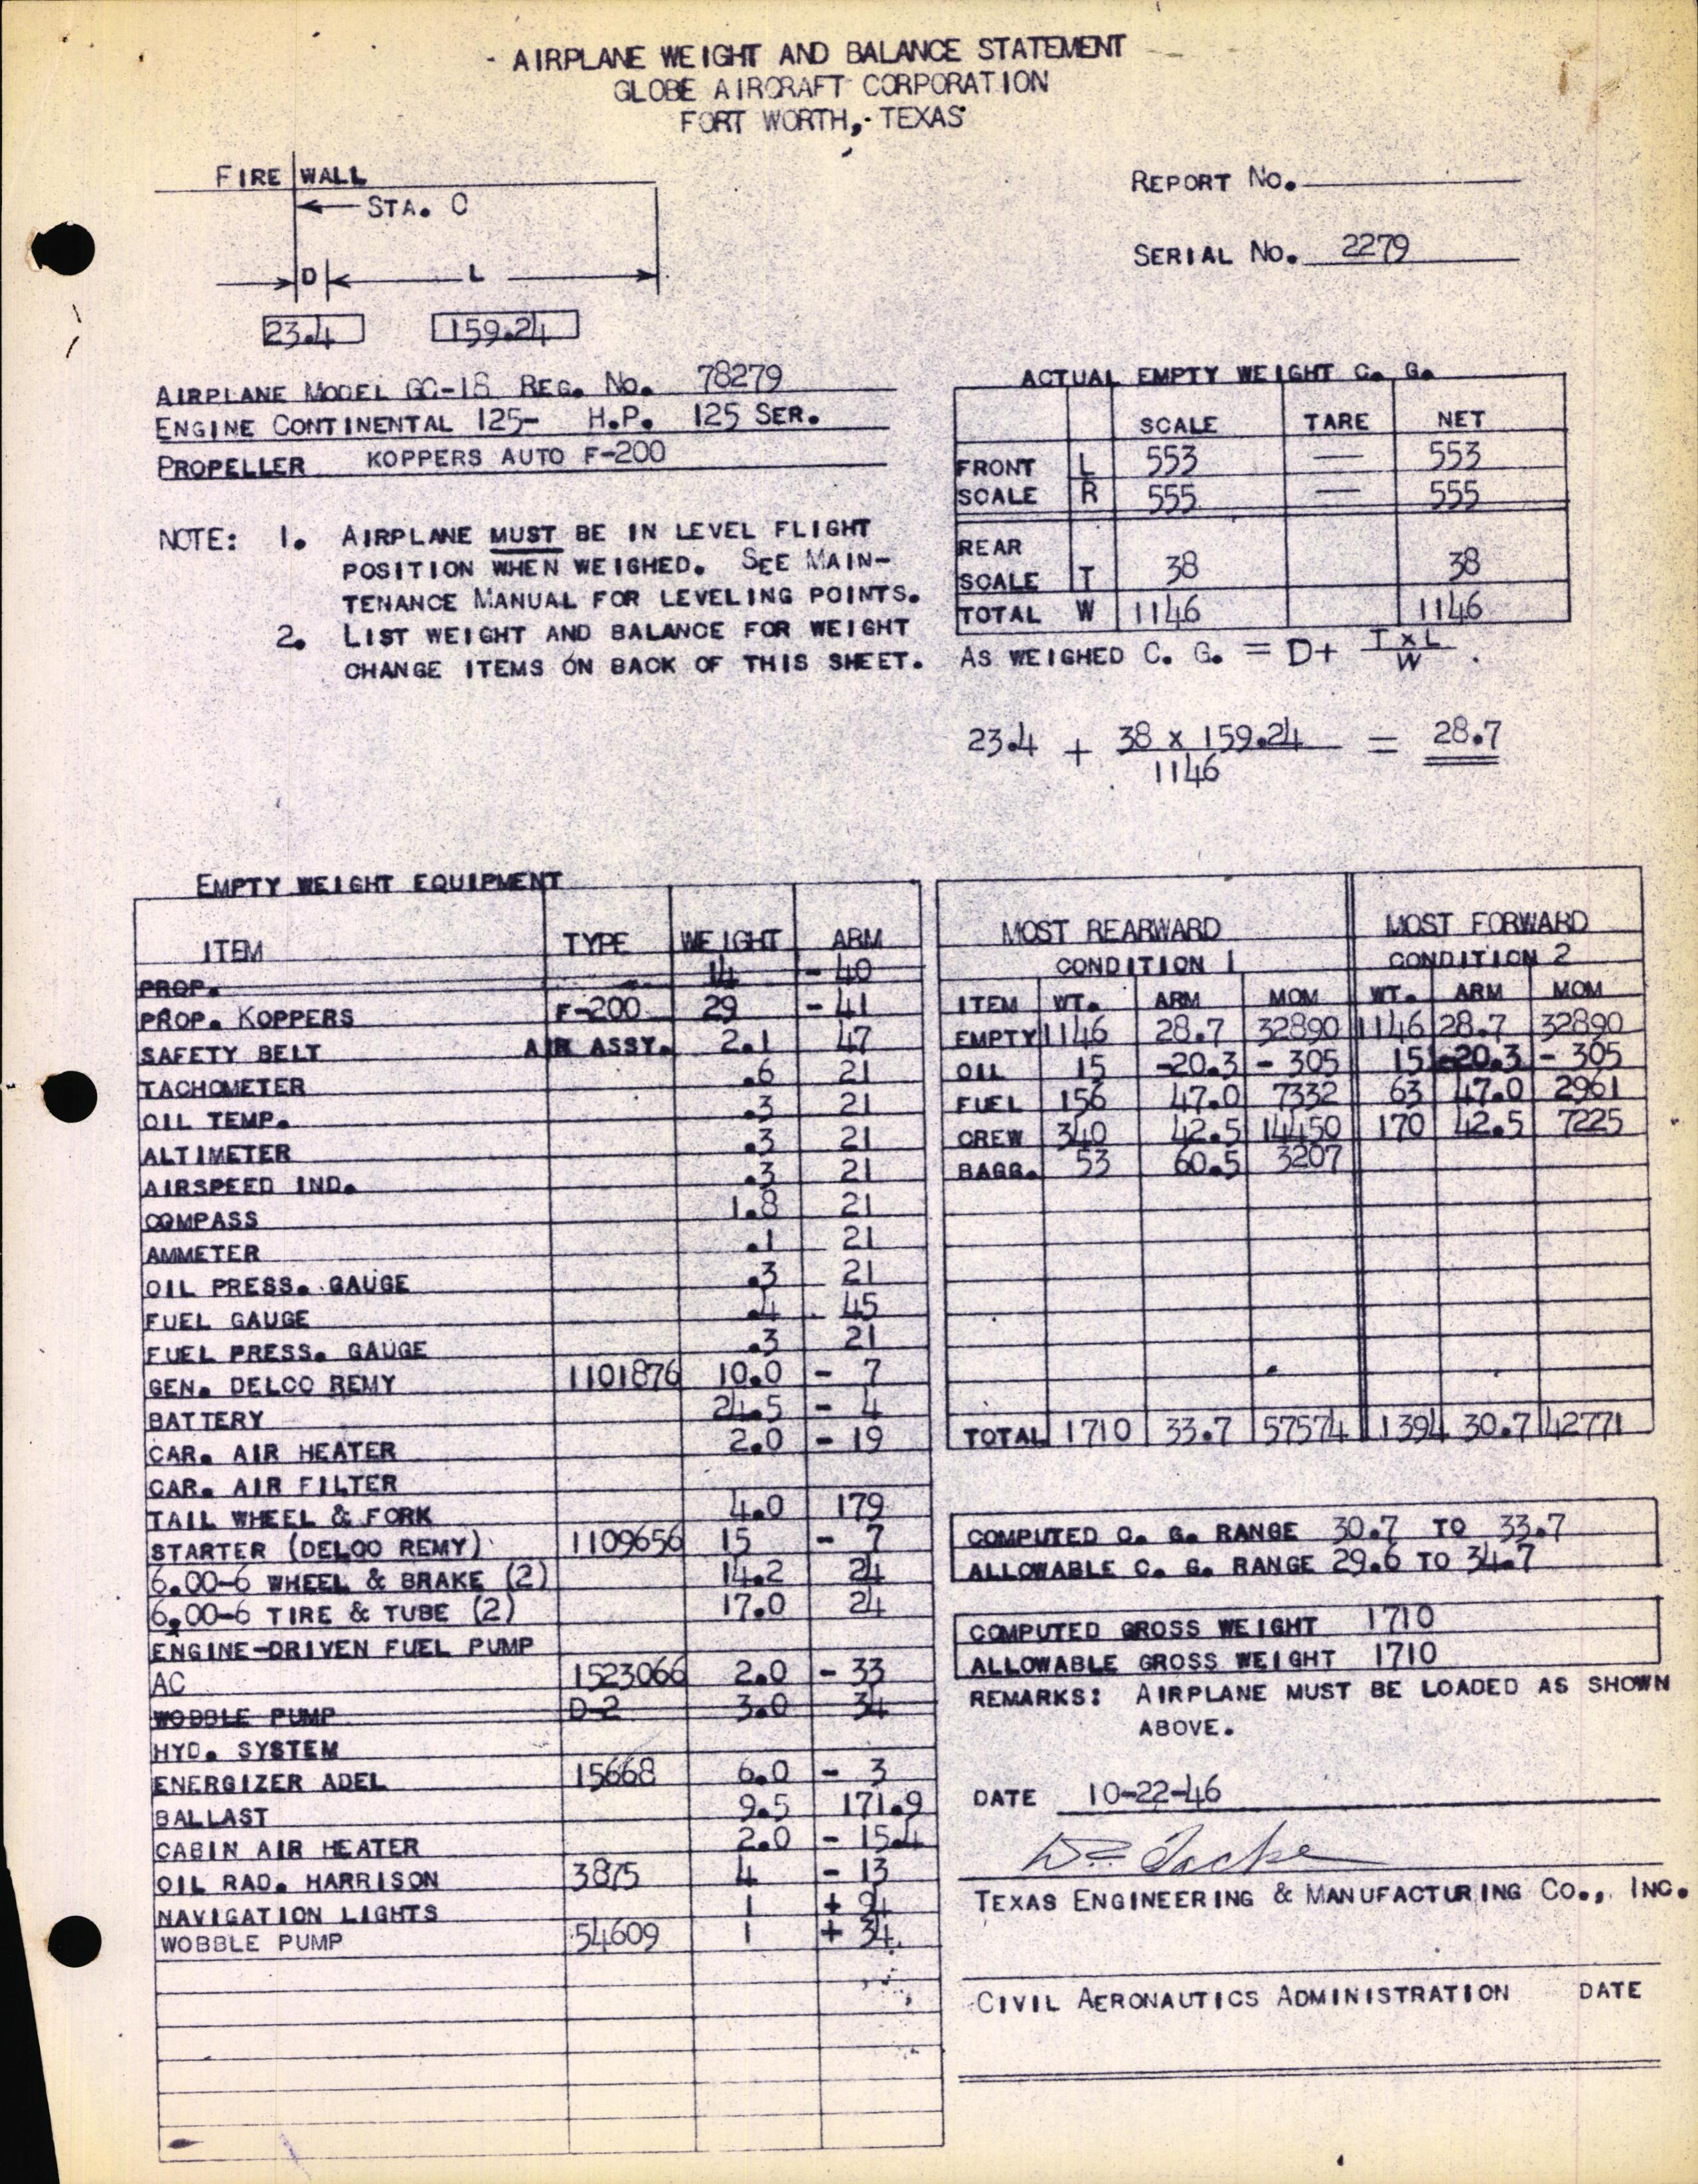 AIRPLANE WEIGHT AND BALANCE STATEMENT
GLOBE AIRCRAFT CORPORATION
FORT WORTH, TEXAS
FIRE WALL
STA. O
D L
23.4 159.24
REPORT NO.
SERIAL NO. 2279
AIRPLANE MODEL GC-1B REG. NO. 78279
ENGINE CONTINENTAL 125- H.P. 125 SER.
PROPELLER KOPPERS AUTO F-200
NOTE: 1. AIRPLANE MUST BE IN LEVEL FLIGHT
POSITION WHEN WEIGHED. SEE MAIN-
TENANCE MANUAL FOR LEVELING POINTS.
2. LIST WEIGHT AND BALANCE FOR WEIGHT
CHANGE ITEMS ON BACK OF THIS SHEET.
ACTUAL EMPTY WEIGHT C. G.
SCALE TARE NET
FRONT L 553 — 553
SCALE R 555 — 555
REAR
SCALE T 38 38
TOTAL W 1146 1146
AS WEIGHED C. G. = D+ T x L
W .
23.4 + 38 x 159.24 = 28.7
1146
EMPTY WEIGHT EQUIPMENT
ITEM TYPE WEIGHT ARM
PROP. 14 - 40
PROP. KOPPERS F-200 29 - 41
SAFETY BELT AIR ASSY. 2.1 47
TACHOMETER .6 21
OIL TEMP. .3 21
ALTIMETER .3 21
AIRSPEED IND. .3 21
COMPASS 1.8 21
AMMETER .1 21
OIL PRESS. GAUGE .3 21
FUEL GAUGE .4 45
FUEL PRESS. GAUGE .3 21
GEN. DELCO REMY 1101876 10.0 - 7
BATTERY 24.5 - 4
CAR. AIR HEATER 2.0 - 19
CAR. AIR FILTER
TAIL WHEEL & FORK 4.0 179
STARTER (DELCO REMY) 1109656 15 - 7
6.00-6 WHEEL & BRAKE (2) 14.2 24
6.00-6 TIRE & TUBE (2) 17.0 24
ENGINE-DRIVEN FUEL PUMP
AC 1523066 2.0 - 33
WOBBLE PUMP D-2 3.0 34
HYD. SYSTEM
ENERGIZER ADEL 15668 6.0 - 3
BALLAST 9.5 171.9
CABIN AIR HEATER 2.0 - 15.4
OIL RAD. HARRISON 3875 4 - 13
NAVIGATION LIGHTS 1 + 94
WOBBLE PUMP 54609 1 + 34
MOST REARWARD MOST FORWARD
CONDITION 1 CONDITION 2
ITEM WT. ARM MOM WT. ARM MOM
EMPTY 1146 28.7 32890 1146 28.7 32890
OIL 15 -20.3 - 305 15 -20.3 - 305
FUEL 156 47.0 7332 63 47.0 2961
CREW 340 42.5 14450 170 42.5 7225
BAGG. 53 60.5 3207
TOTAL 1710 33.7 57574 1394 30.7 42771
COMPUTED C. G. RANGE 30.7 TO 33.7
ALLOWABLE C. G. RANGE 29.6 TO 34.7
COMPUTED GROSS WEIGHT 1710
ALLOWABLE GROSS WEIGHT 1710
REMARKS: AIRPLANE MUST BE LOADED AS SHOWN
ABOVE.
DATE 10-22-46
TEXAS ENGINEERING & MANUFACTURING CO., INC.
CIVIL AERONAUTICS ADMINISTRATION DATE